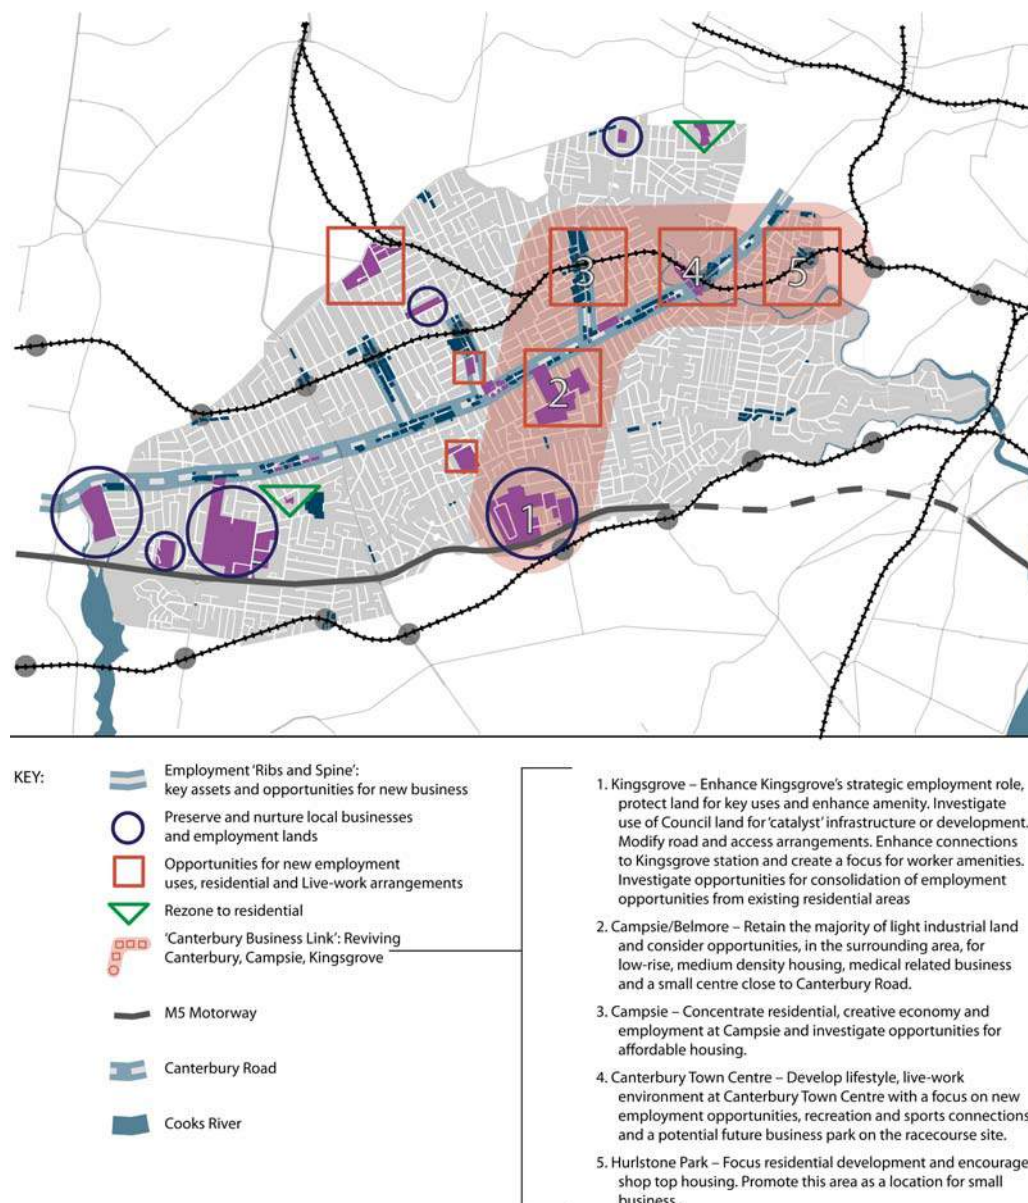 3
4
5
2
1
KEY:
Employment 'Ribs and Spine':
key assets and opportunities for new business
Preserve and nurture local businesses
and employment lands
Opportunities for new employment
uses, residential and Live-work arrangements
Rezone to residential
'Canterbury Business Link': Reviving
Canterbury, Campsie, Kingsgrove
M5 Motorway
Canterbury Road
Cooks River
1. Kingsgrove – Enhance Kingsgrove's strategic employment role,
protect land for key uses and enhance amenity. Investigate
use of Council land for 'catalyst' infrastructure or development.
Modify road and access arrangements. Enhance connections
to Kingsgrove station and create a focus for worker amenities.
Investigate opportunities for consolidation of employment
opportunities from existing residential areas
2. Campsie/Belmore – Retain the majority of light industrial land
and consider opportunities, in the surrounding area, for
low-rise, medium density housing, medical related business
and a small centre close to Canterbury Road.
3. Campsie – Concentrate residential, creative economy and
employment at Campsie and investigate opportunities for
affordable housing.
4. Canterbury Town Centre – Develop lifestyle, live-work
environment at Canterbury Town Centre with a focus on new
employment opportunities, recreation and sports connections
and a potential future business park on the racecourse site.
5. Hurlstone Park – Focus residential development and encourage
shop top housing. Promote this area as a location for small
business.